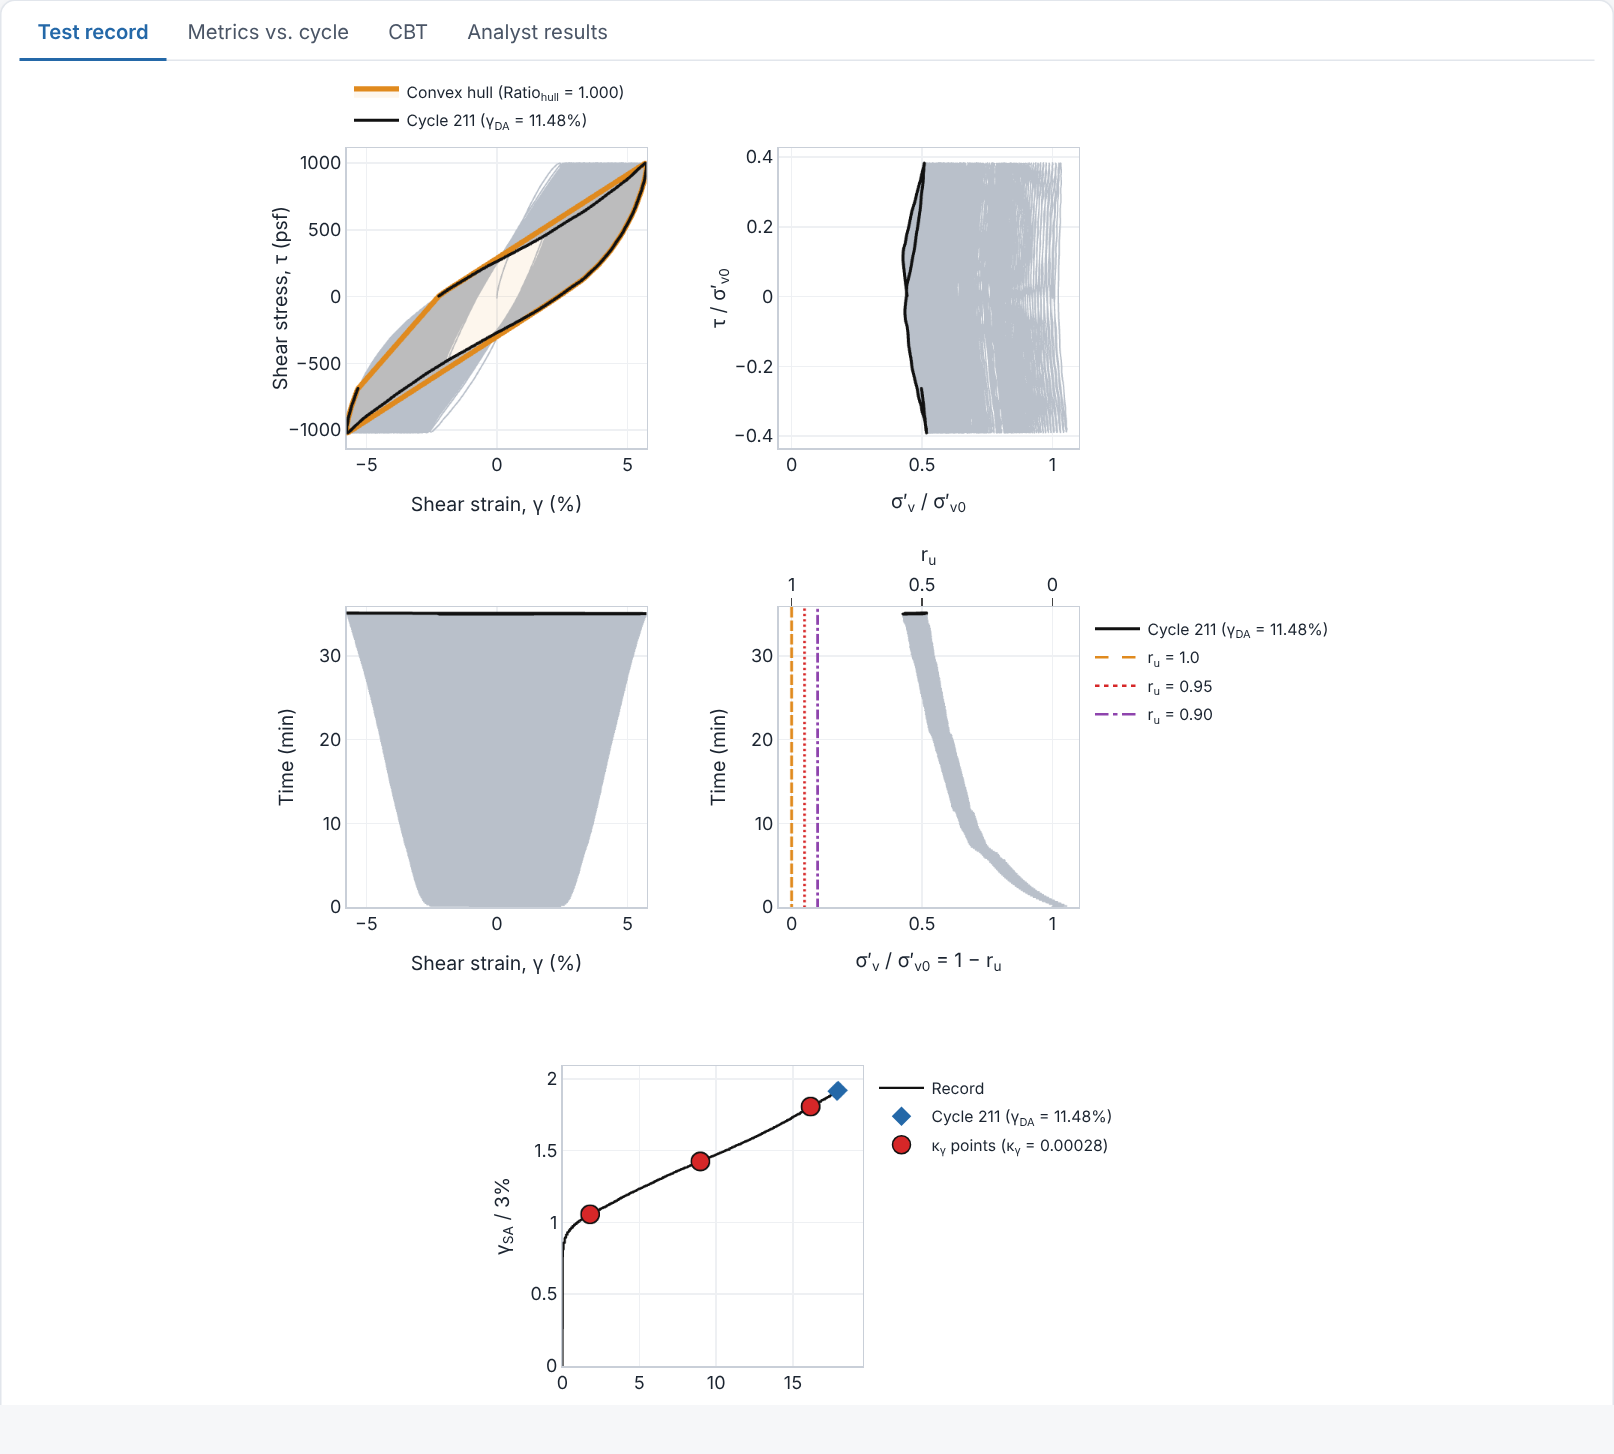 Test record Metrics vs. cycle CBT Analyst results
Convex hull (Ratiohull = 1.000)
Cycle 211 (γDA = 11.48%)
1000
500
0
−500
−1000
−5 0 5
Shear stress, τ (psf)
Shear strain, γ (%)
0.4
0.2
0
−0.2
−0.4
0 0.5 1
τ / σ′v0
σ′v / σ′v0
30
20
10
0
−5 0 5
Time (min)
Shear strain, γ (%)
ru
1 0.5 0
30
20
10
0
0 0.5 1
Time (min)
σ′v / σ′v0 = 1 − ru
Cycle 211 (γDA = 11.48%)
ru = 1.0
ru = 0.95
ru = 0.90
2
1.5
1
0.5
0
0 5 10 15
γSA / 3%
Record
Cycle 211 (γDA = 11.48%)
κγ points (κγ = 0.00028)